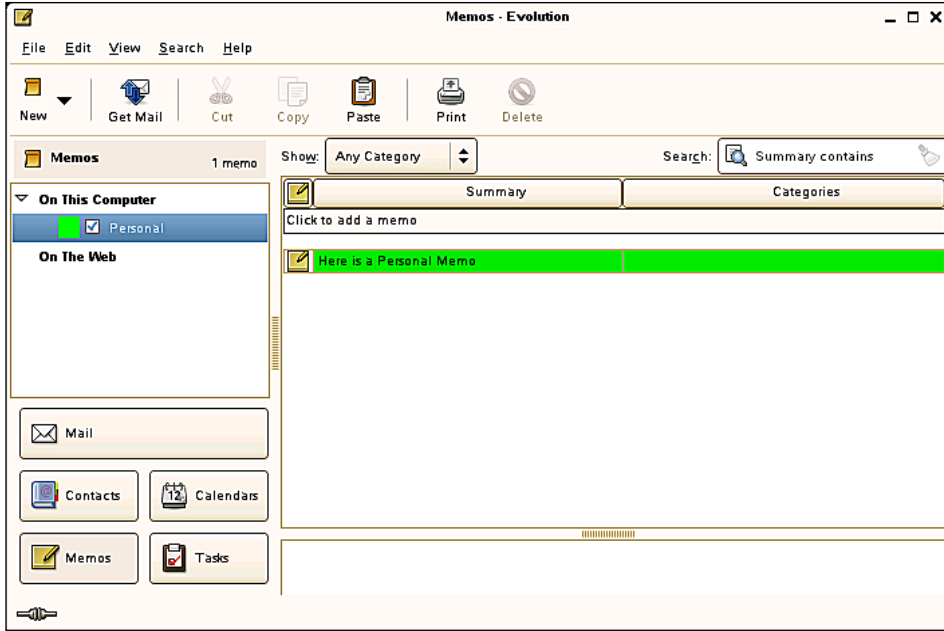 Memos - Evolution
File Edit View Search Help
New Get Mail Cut Copy Paste Print Delete
Memos 1 memo Show: Any Category Search: Summary contains
Summary Categories
On This Computer
Click to add a memo
Personal
On The Web
Here is a Personal Memo
Mail
Contacts 12 Calendars
Memos Tasks